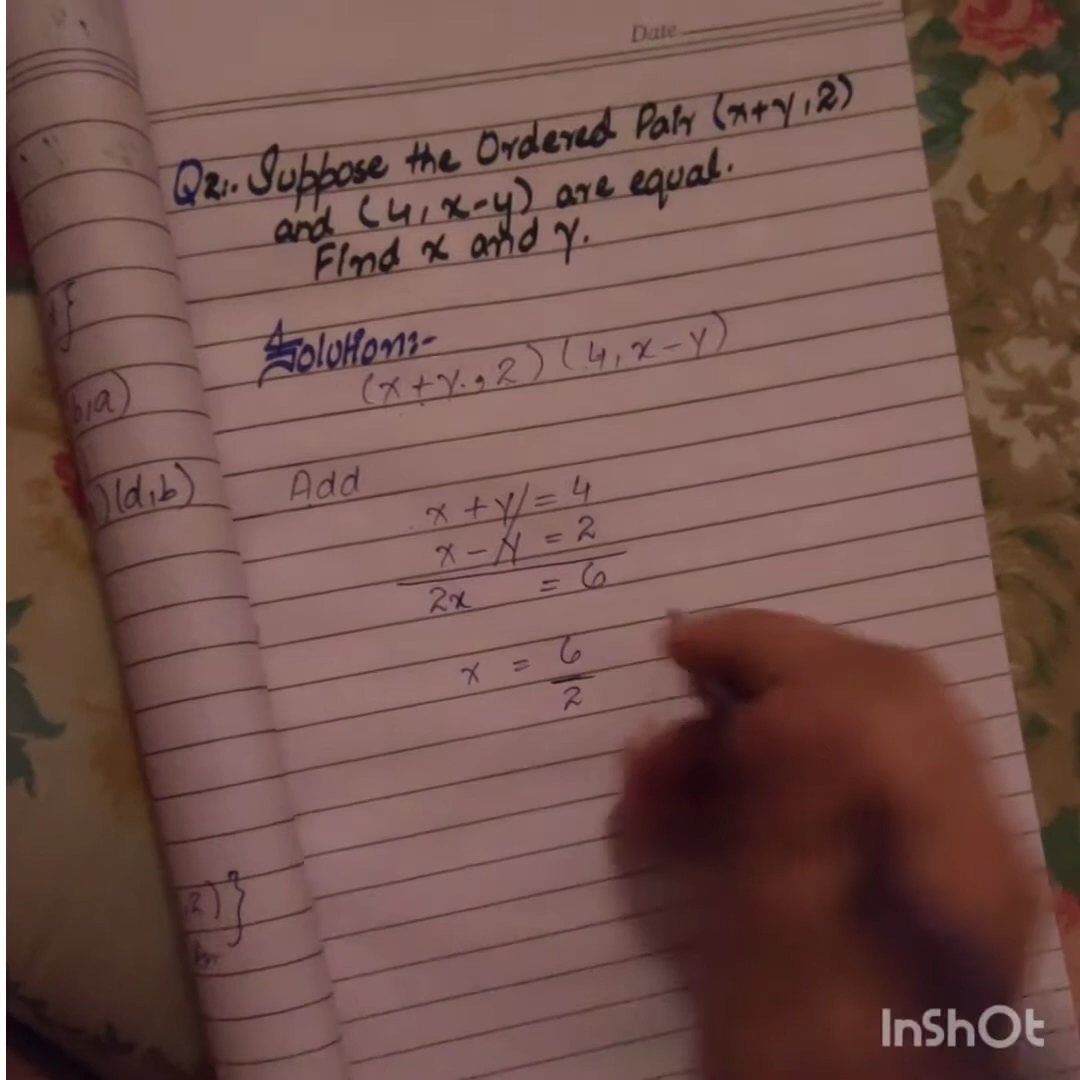 Date
Q2:. Suppose the Ordered Pair (x+y,2)
and (4, x-y) are equal.
Find x and y.
Solution:-
(x+y, 2) (4, x-y)
b,a)
)(d,b)
Add
x + y = 4
x - y = 2
2x = 6
x = 6
2
2)}
InShOt